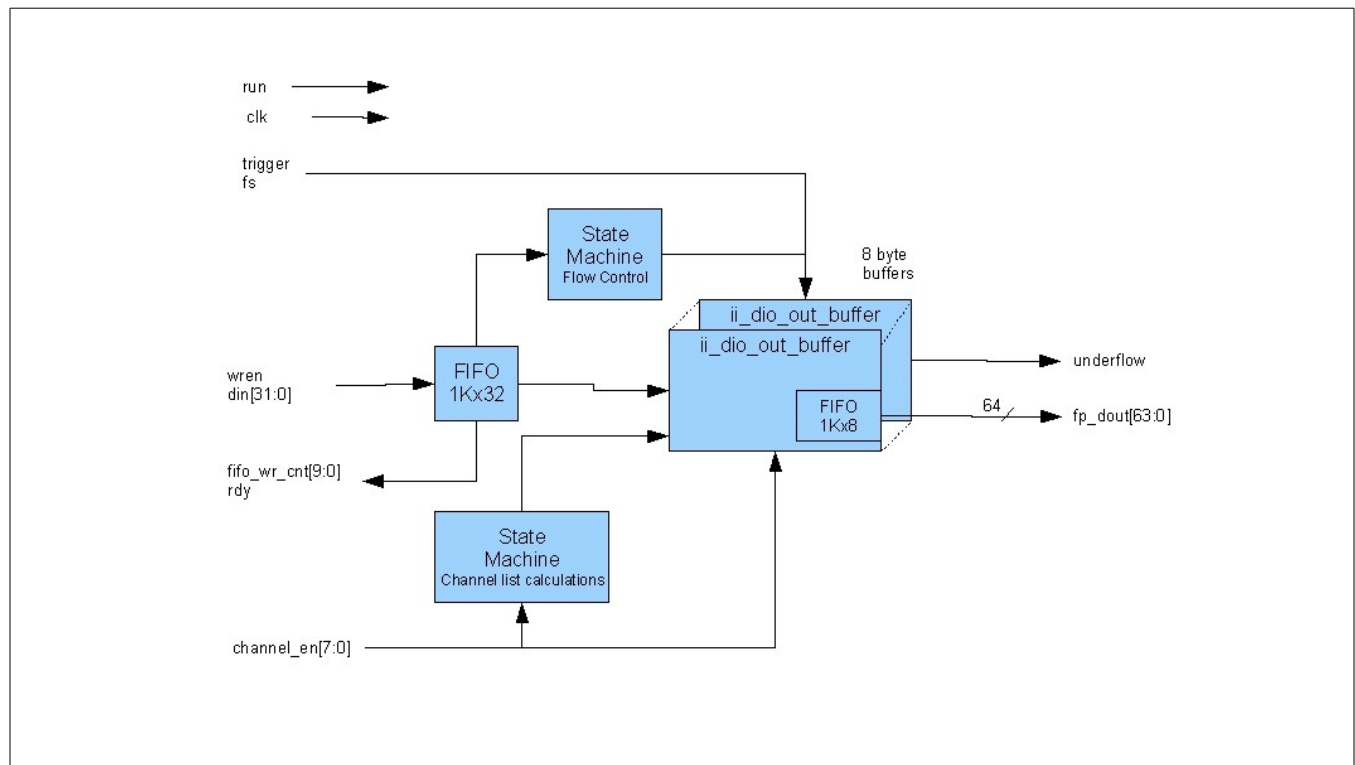 run
clk
trigger
fs
State
Machine
Flow Control
8 byte
buffers
ii_dio_out_buffer
ii_dio_out_buffer
FIFO
1Kx32
wren
din[31:0]
underflow
FIFO
1Kx8
64
fp_dout[63:0]
fifo_wr_cnt[9:0]
rdy
State
Machine
Channel list calculations
channel_en[7:0]